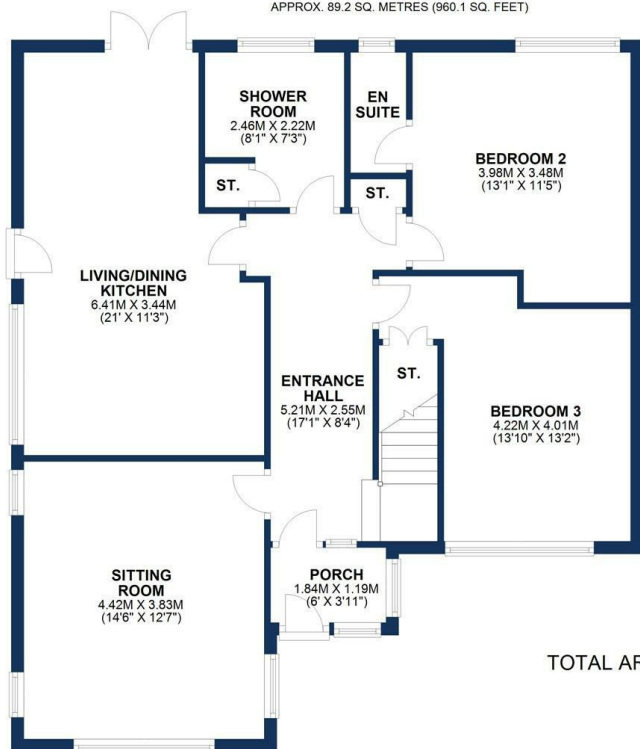 APPROX. 89.2 SQ. METRES (960.1 SQ. FEET)
SHOWER
ROOM
2.46M X 2.22M
(8'1" X 7'3")
EN
SUITE
BEDROOM 2
3.98M X 3.48M
(13'1" X 11'5")
ST.
ST.
LIVING/DINING
KITCHEN
6.41M X 3.44M
(21' X 11'3")
ENTRANCE
HALL
5.21M X 2.55M
(17'1" X 8'4")
ST.
BEDROOM 3
4.22M X 4.01M
(13'10" X 13'2")
SITTING
ROOM
4.42M X 3.83M
(14'6" X 12'7")
PORCH
1.84M X 1.19M
(6' X 3'11")
TOTAL AR